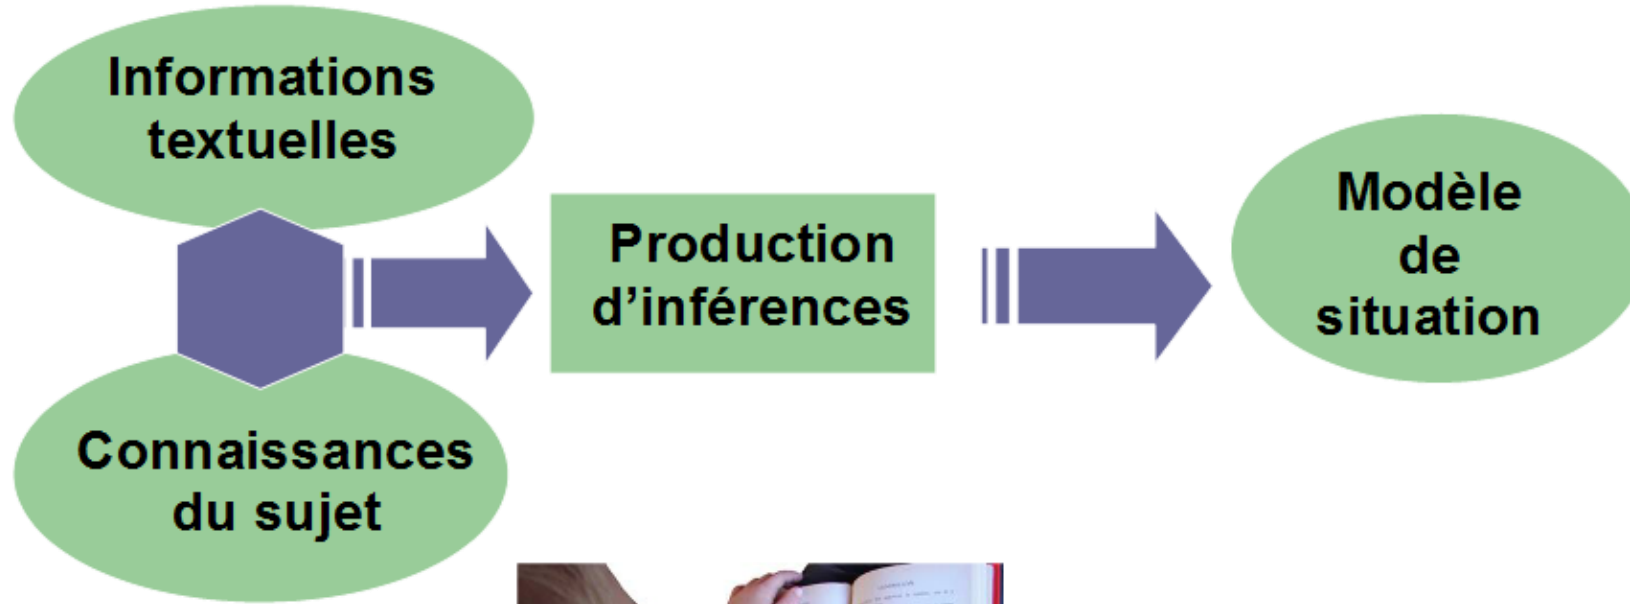 Informations
textuelles
Connaissances
du sujet
Production
d’inférences
Modèle
de
situation